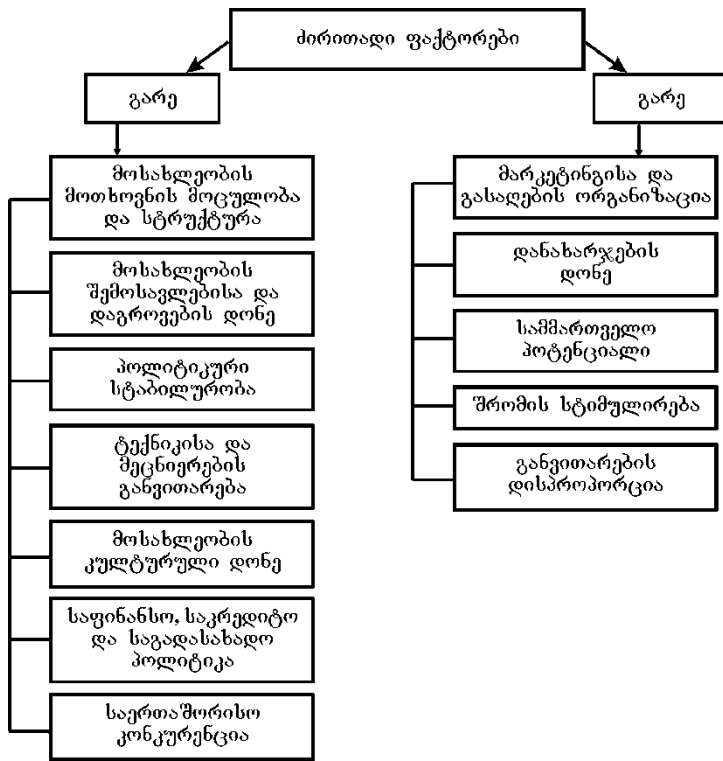 ძირითადი ფაქტორები
გარე
მოსახლეობის
მოთხოვნის მოცულობა
და სტრუქტურა
მოსახლეობის
შემოსავლებისა და
დაგროვების დონე
პოლიტიკური
სტაბილურობა
ტექნიკისა და
მეცნიერების
განვითარება
მოსახლეობის
კულტურული დონე
საფინანსო, საკრედიტო
და საგადასახადო
პოლიტიკა
საერთაშორისო
კონკურენცია
გარე
მარკეტინგისა და
გასაღების ორგანიზაცია
დანახარჯების
დონე
სამმართველო
პოტენციალი
შრომის სტიმულირება
განვითარების
დისპროპორცია